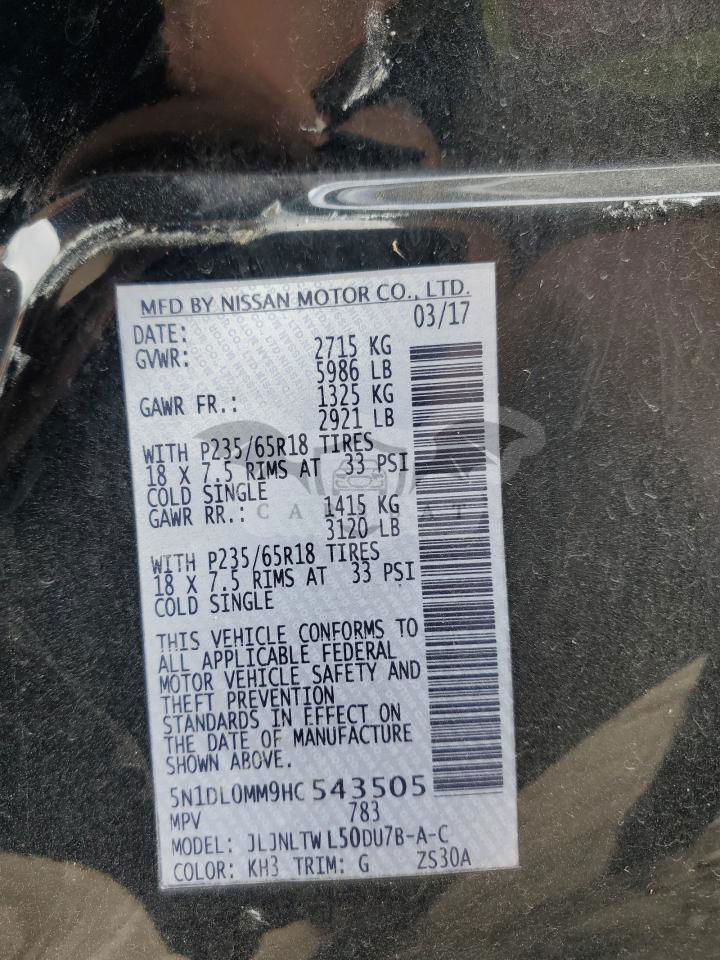 MFD BY NISSAN MOTOR CO., LTD.
DATE: 03/17
GVWR: 2715 KG
5986 LB
GAWR FR.: 1325 KG
2921 LB
WITH P235/65R18 TIRES
18 X 7.5 RIMS AT 33 PSI
COLD SINGLE
GAWR RR.: 1415 KG
3120 LB
WITH P235/65R18 TIRES
18 X 7.5 RIMS AT 33 PSI
COLD SINGLE
THIS VEHICLE CONFORMS TO
ALL APPLICABLE FEDERAL
MOTOR VEHICLE SAFETY AND
THEFT PREVENTION
STANDARDS IN EFFECT ON
THE DATE OF MANUFACTURE
SHOWN ABOVE.
5N1DL0MM9HC543505
MPV 783
MODEL: JLJNLTWL50DU7B-A-C
COLOR: KH3 TRIM: G ZS30A